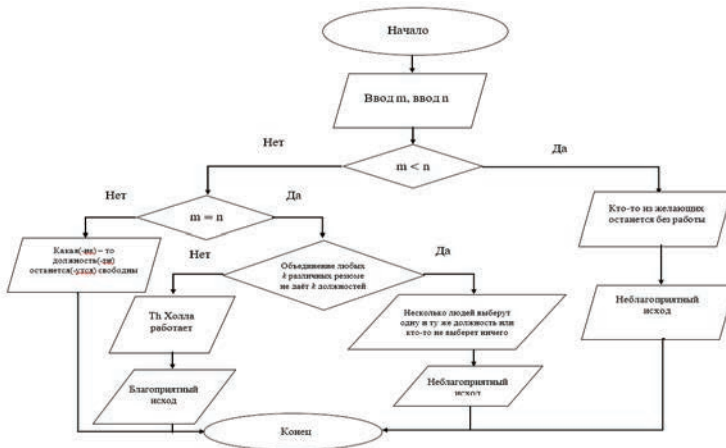 Начало
Ввод m, ввод n
Нет
Да
m < n
Нет
Да
m = n
Кто-то из желающих
останется без работы
Какая(-ие) – то
должность(-ти)
останется(-утся) свободны
Нет
Объединение любых
k различных резюме
не даёт k должностей
Да
Th Холла
работает
Несколько людей выберут
одну и ту же должность или
кто-то не выберет ничего
Неблагоприятный
исход
Благоприятный
исход
Неблагоприятный
исход
Конец